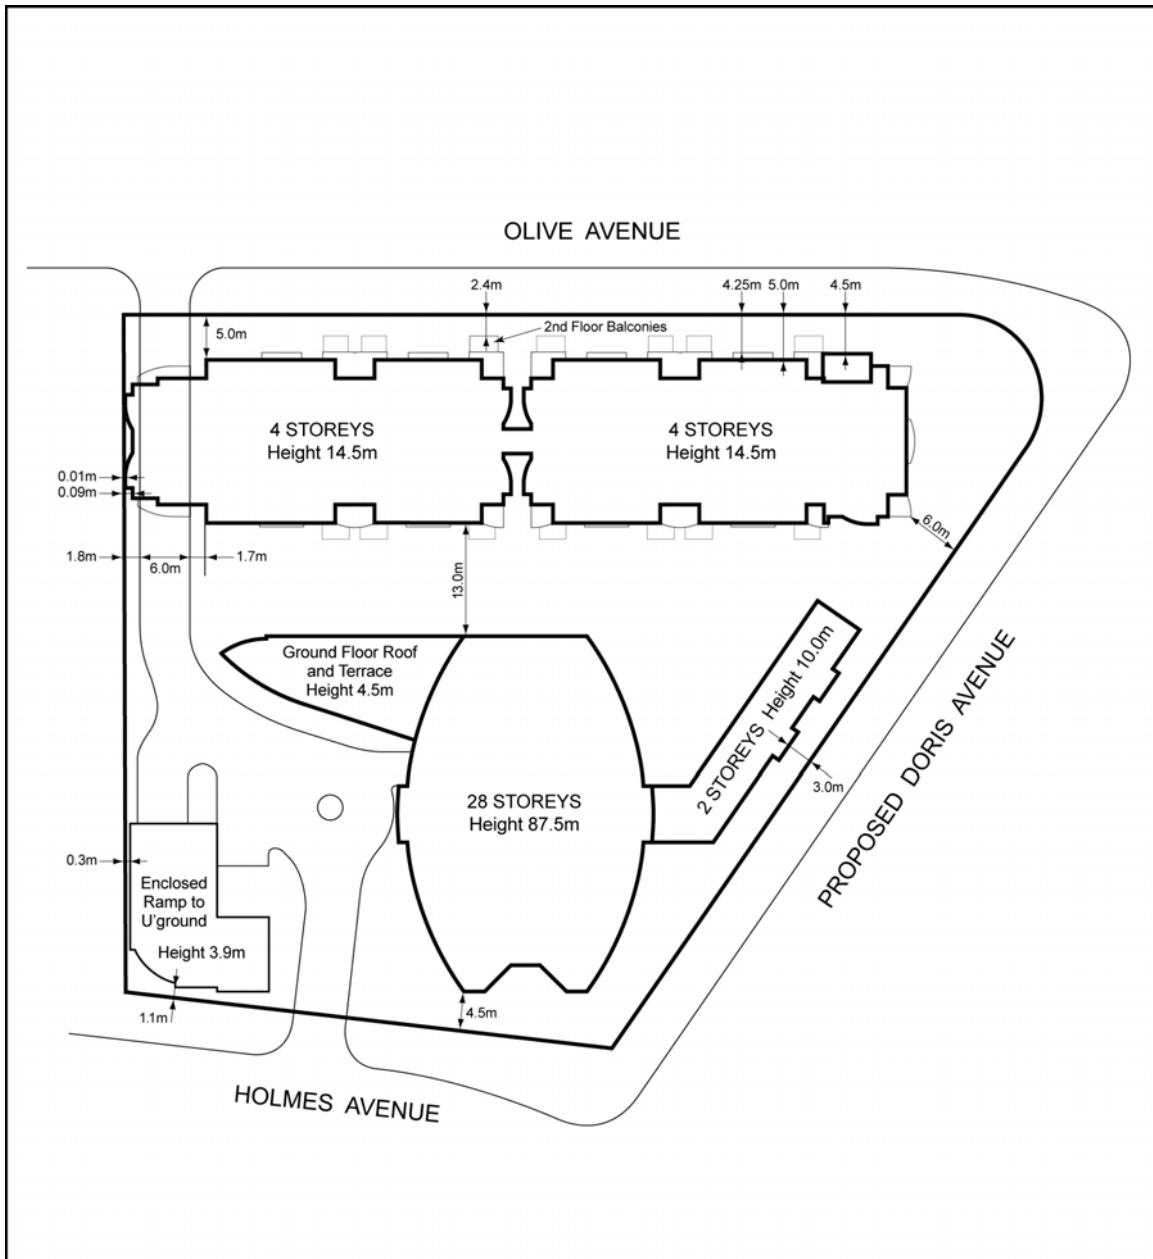 OLIVE AVENUE
2.4m
4.25m
5.0m
4.5m
5.0m
2nd Floor Balconies
4 STOREYS
Height 14.5m
4 STOREYS
Height 14.5m
0.01m
0.09m
1.8m
6.0m
1.7m
13.0m
6.0m
Ground Floor Roof
and Terrace
Height 4.5m
2 STOREYS Height 10.0m
3.0m
PROPOSED DORIS AVENUE
28 STOREYS
Height 87.5m
0.3m
Enclosed
Ramp to
U'ground
Height 3.9m
1.1m
4.5m
HOLMES AVENUE